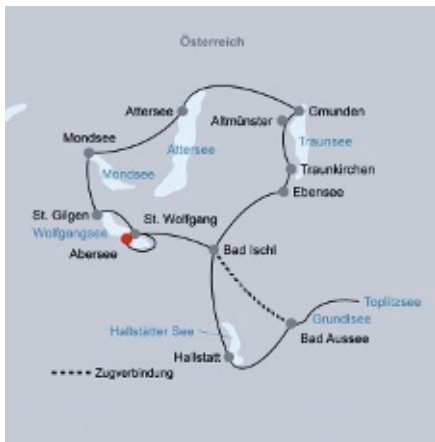 Österreich
Attersee
Altmünster
Gmunden
Mondsee
Attersee
Traunsee
Mondsee
Traunkirchen
Ebensee
St. Gilgen
St. Wolfgang
Wolfgangsee
Abersee
Bad Ischl
Toplitzsee
Grundlsee
Hallstätter See
Bad Aussee
Hallstatt
Zugverbindung